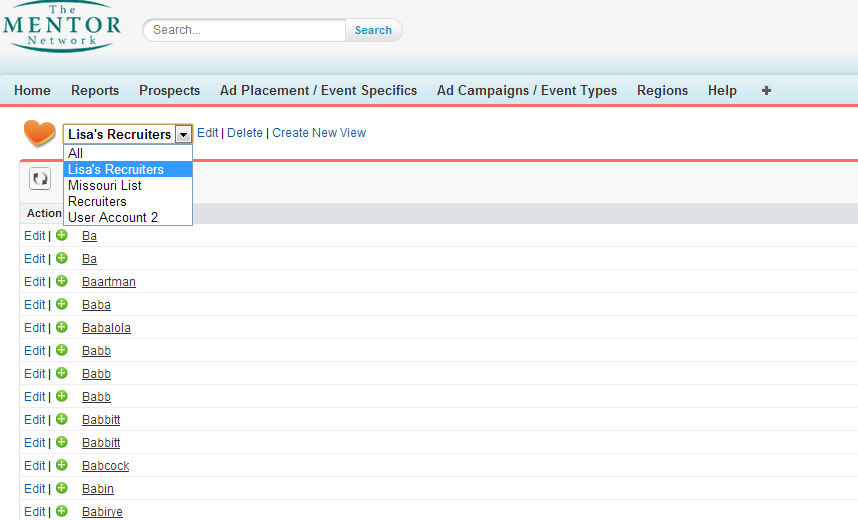 The
MENTOR
Network
Search...
Search
Home Reports Prospects Ad Placement / Event Specifics Ad Campaigns / Event Types Regions Help
Lisa's Recruiters Edit | Delete | Create New View
All
Lisa's Recruiters
Missouri List
Recruiters
User Account 2
Action
Edit | Ba
Edit | Ba
Edit | Baartman
Edit | Baba
Edit | Babalola
Edit | Babb
Edit | Babb
Edit | Babb
Edit | Babbitt
Edit | Babbitt
Edit | Babcock
Edit | Babin
Edit | Babirye